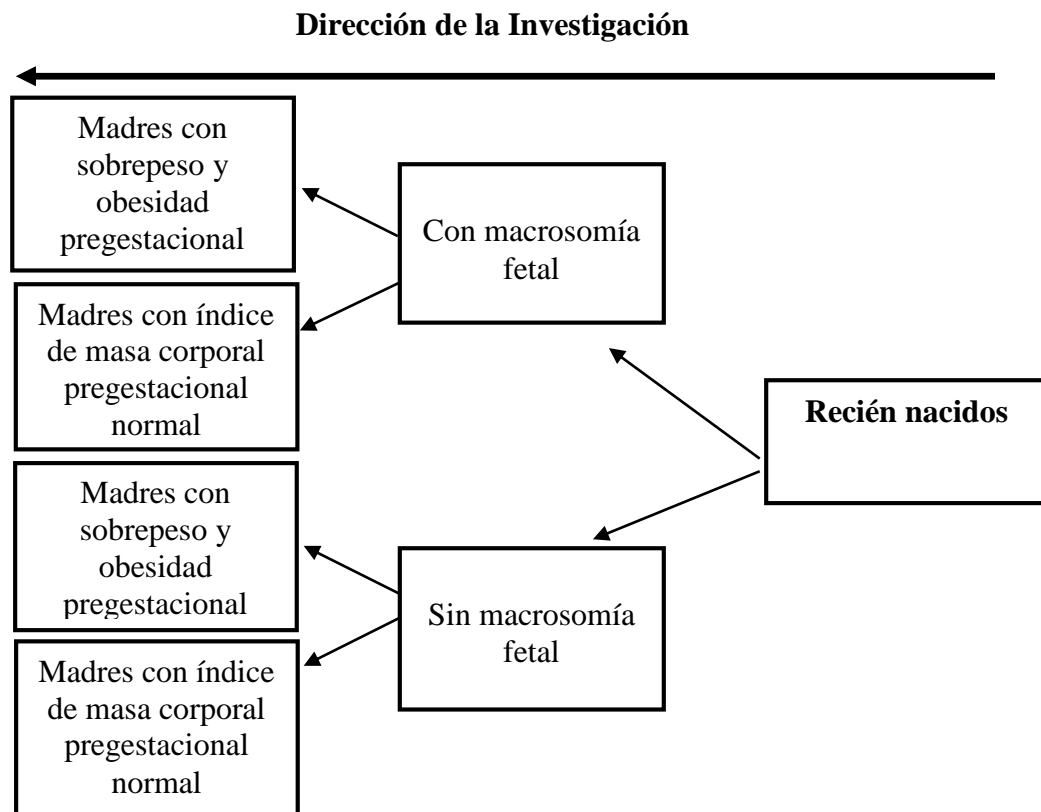 Dirección de la Investigación
Madres con
sobrepeso y
obesidad
pregestacional
Madres con índice
de masa corporal
pregestacional
normal
Madres con
sobrepeso y
obesidad
pregestacional
Madres con índice
de masa corporal
pregestacional
normal
Con macrosomía
fetal
Sin macrosomía
fetal
Recién nacidos